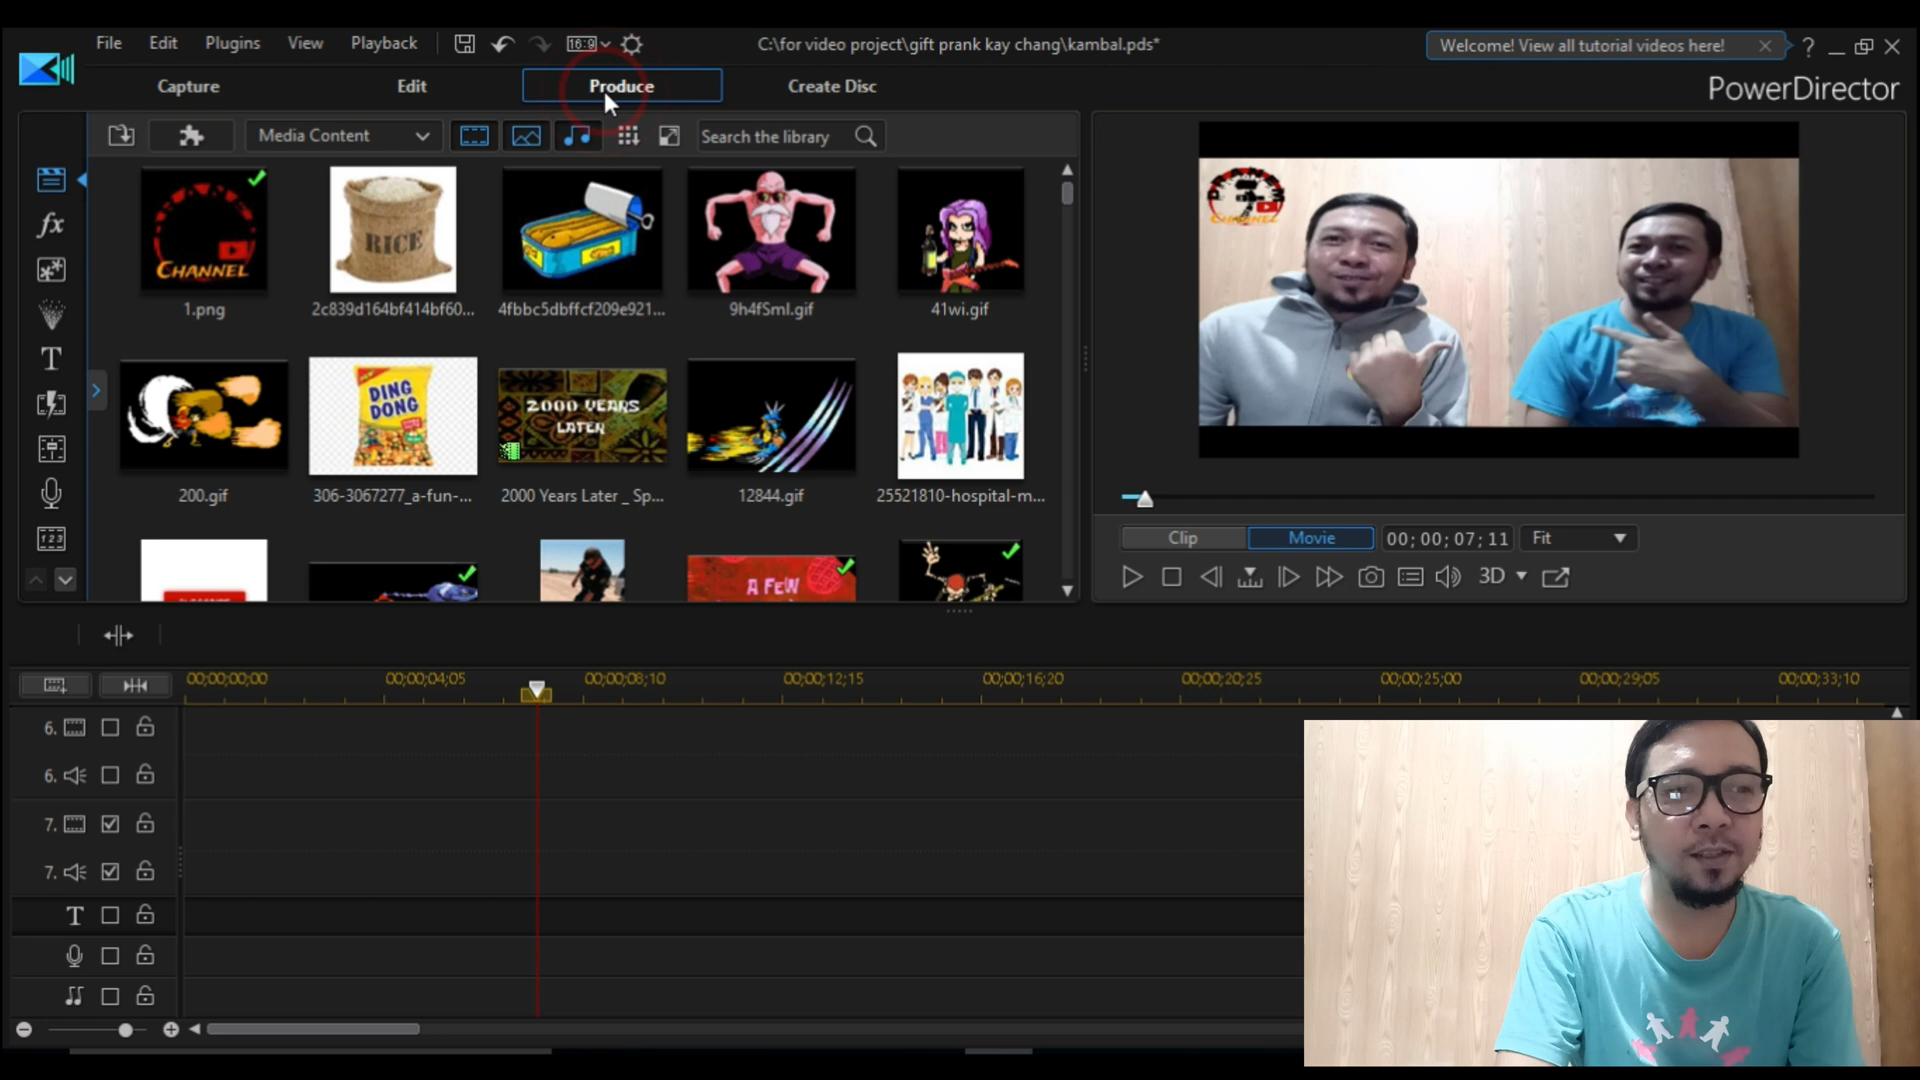 File Edit Plugins View Playback 16:9 C:\for video project\gift prank kay chang\kambal.pds* Welcome! View all tutorial videos here! ?
Capture Edit Produce Create Disc PowerDirector
Media Content Search the library
CHANNEL
RICE
1.png 2c839d164bf414bf60... 4fbbc5dbffcf209e921... 9h4fSml.gif 41wi.gif
fx
T
DING DONG
2000 YEARS
LATER
200.gif 306-3067277_a-fun-... 2000 Years Later _ Sp... 12844.gif 25521810-hospital-m...
A FEW
123
CHANNEL
Clip Movie 00;00;07;11 Fit
3D
00;00;00;00 00;00;04;05 00;00;08;10 00;00;12;15 00;00;16;20 00;00;20;25 00;00;25;00 00;00;29;05 00;00;33;10
6.
6.
7.
7.
T